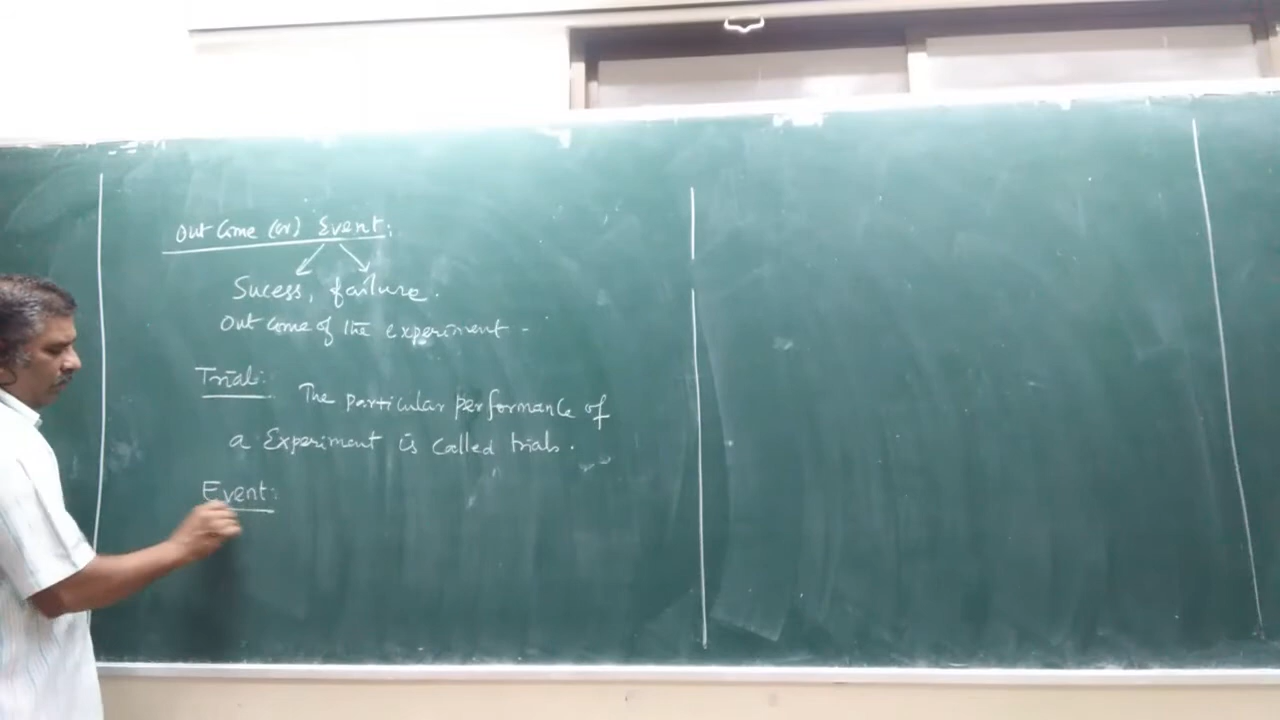 Out Come (or) Event:
Sucess, failure.
Out Come of the experiment -
Trial:
The particular performance of
a Experiment is Called trials.
Event: